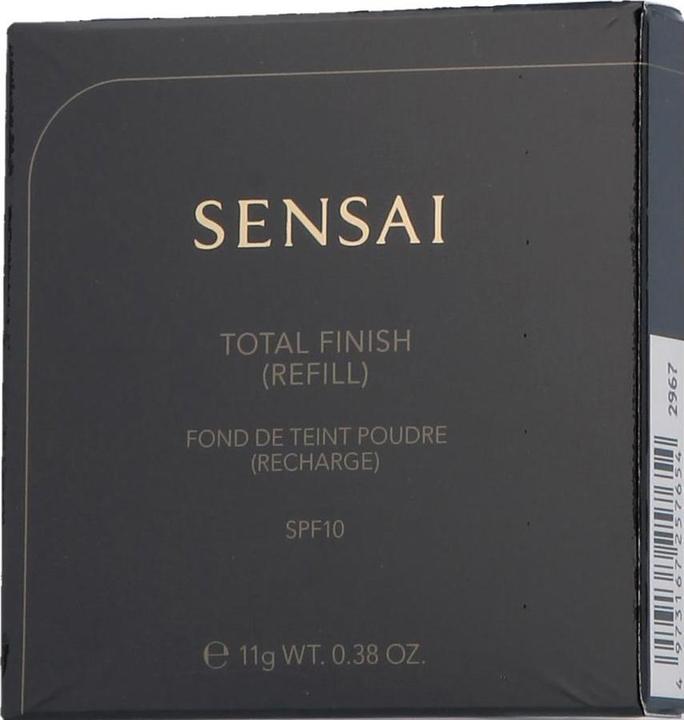 SENSAI
TOTAL FINISH
(REFILL)
FOND DE TEINT POUDRE
(RECHARGE)
SPF10
℮ 11g WT. 0.38 OZ.
2967
4 973167 257654